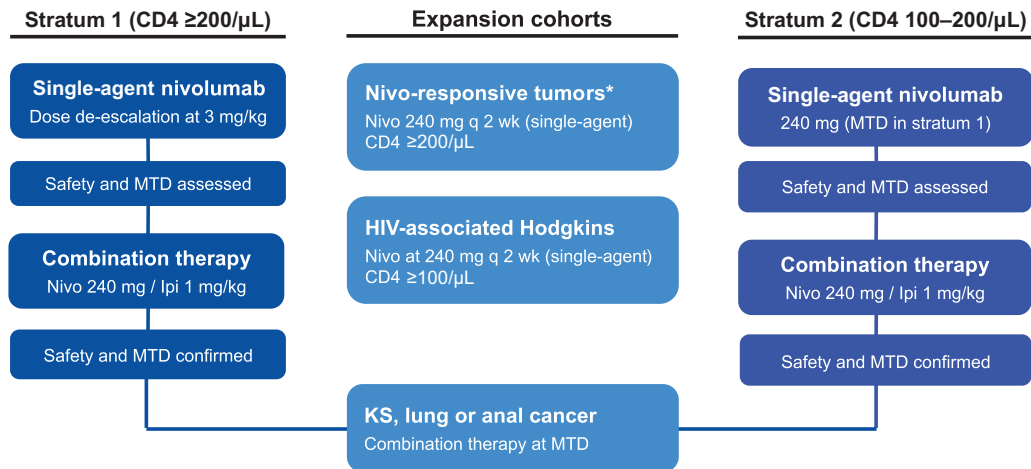 Stratum 1 (CD4 ≥200/µL)
Single-agent nivolumab
Dose de-escalation at 3 mg/kg
Safety and MTD assessed
Combination therapy
Nivo 240 mg / Ipi 1 mg/kg
Safety and MTD confirmed
Expansion cohorts
Nivo-responsive tumors*
Nivo 240 mg q 2 wk (single-agent)
CD4 ≥200/µL
HIV-associated Hodgkins
Nivo at 240 mg q 2 wk (single-agent)
CD4 ≥100/µL
KS, lung or anal cancer
Combination therapy at MTD
Stratum 2 (CD4 100–200/µL)
Single-agent nivolumab
240 mg (MTD in stratum 1)
Safety and MTD assessed
Combination therapy
Nivo 240 mg / Ipi 1 mg/kg
Safety and MTD confirmed